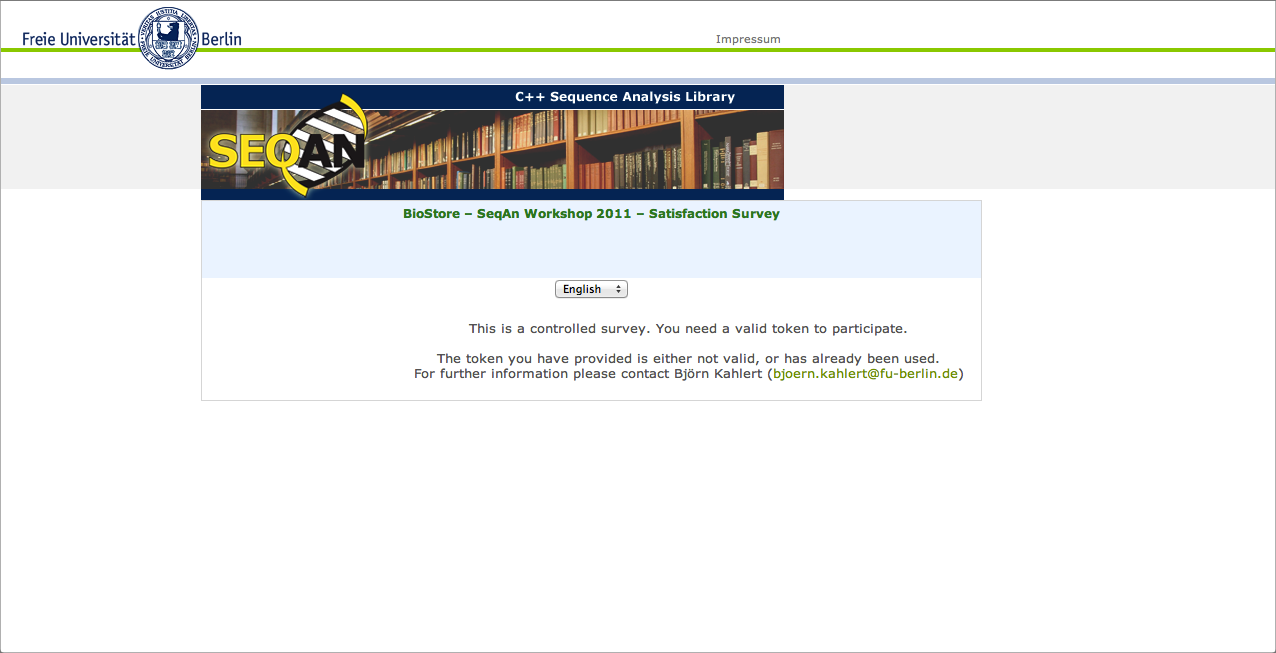 Freie Universität Berlin
Impressum
C++ Sequence Analysis Library
SEQAN
BioStore – SeqAn Workshop 2011 – Satisfaction Survey
English
This is a controlled survey. You need a valid token to participate.
The token you have provided is either not valid, or has already been used.
For further information please contact Björn Kahlert (bjoern.kahlert@fu-berlin.de)